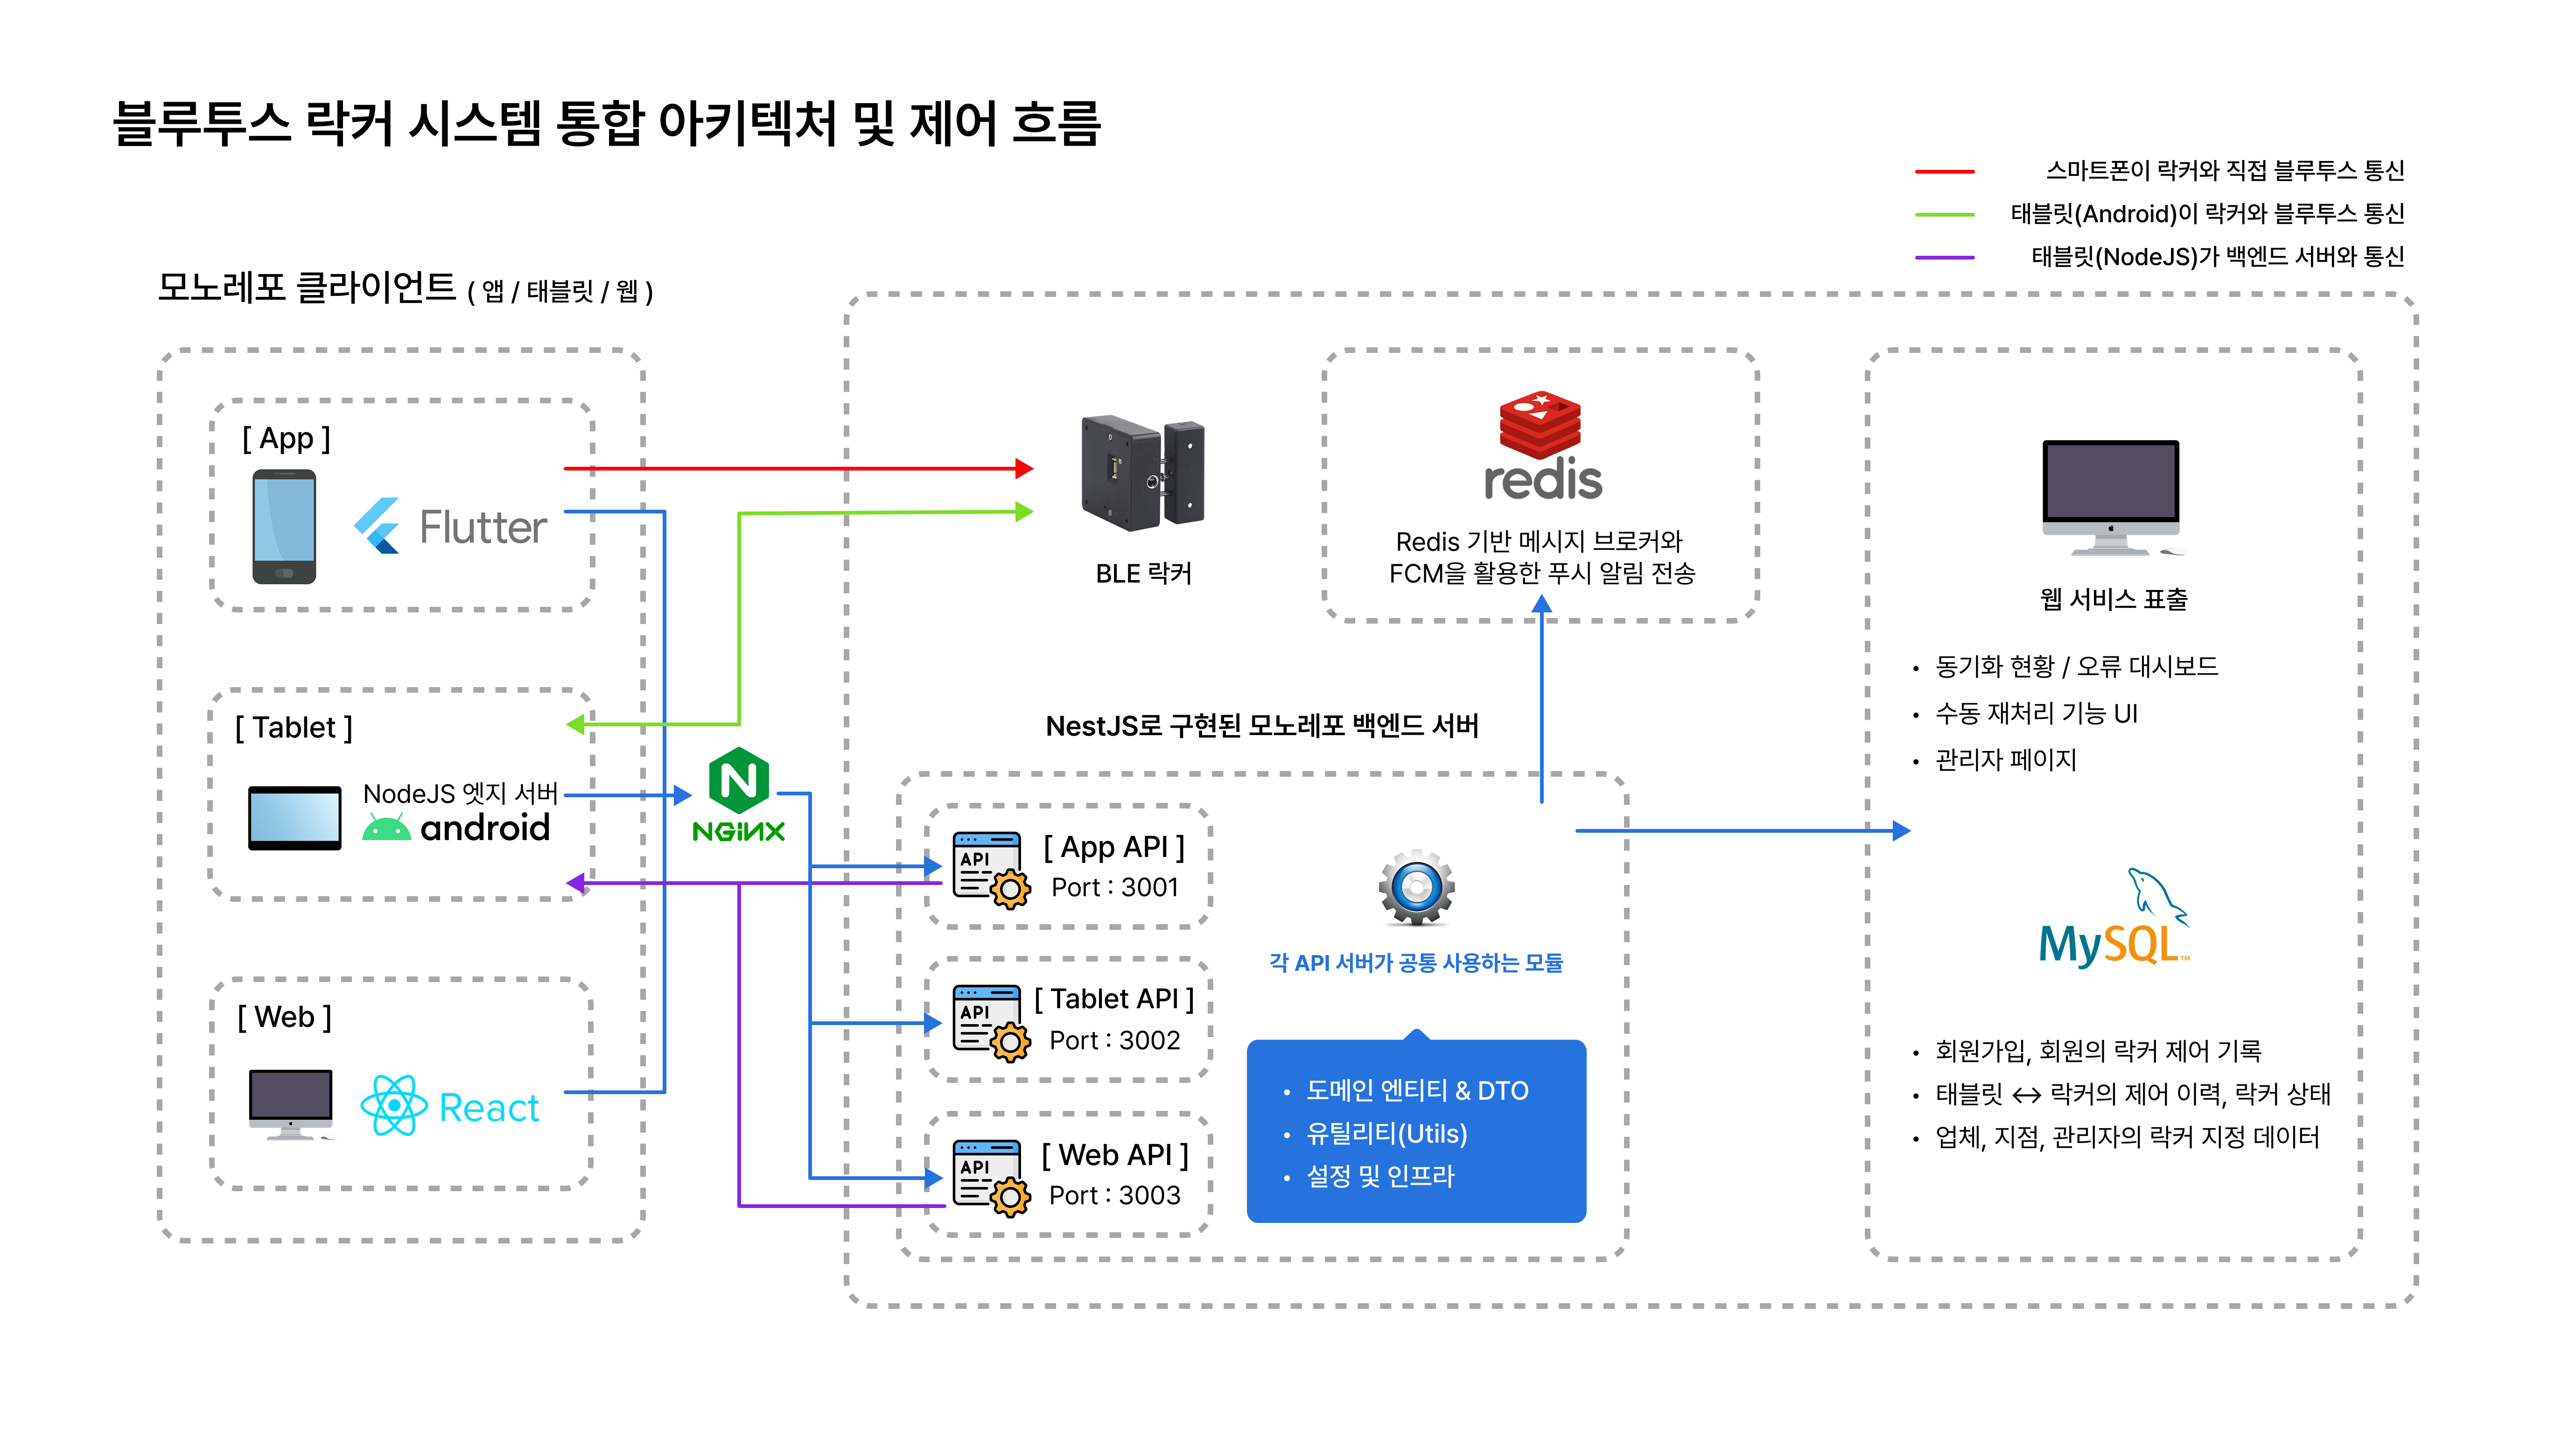 블루투스 락커 시스템 통합 아키텍처 및 제어 흐름
스마트폰이 락커와 직접 블루투스 통신
태블릿(Android)이 락커와 블루투스 통신
태블릿(NodeJS)가 백엔드 서버와 통신
모노레포 클라이언트 ( 앱 / 태블릿 / 웹 )
[ App ]
Flutter
[ Tablet ]
NodeJS 엣지 서버
android
[ Web ]
React
NGINX
BLE 락커
redis
Redis 기반 메시지 브로커와
FCM을 활용한 푸시 알림 전송
NestJS로 구현된 모노레포 백엔드 서버
API
[ App API ]
Port : 3001
API
[ Tablet API ]
Port : 3002
API
[ Web API ]
Port : 3003
각 API 서버가 공통 사용하는 모듈
• 도메인 엔티티 & DTO
• 유틸리티(Utils)
• 설정 및 인프라
웹 서비스 표출
• 동기화 현황 / 오류 대시보드
• 수동 재처리 기능 UI
• 관리자 페이지
MySQL™
• 회원가입, 회원의 락커 제어 기록
• 태블릿 ↔ 락커의 제어 이력, 락커 상태
• 업체, 지점, 관리자의 락커 지정 데이터